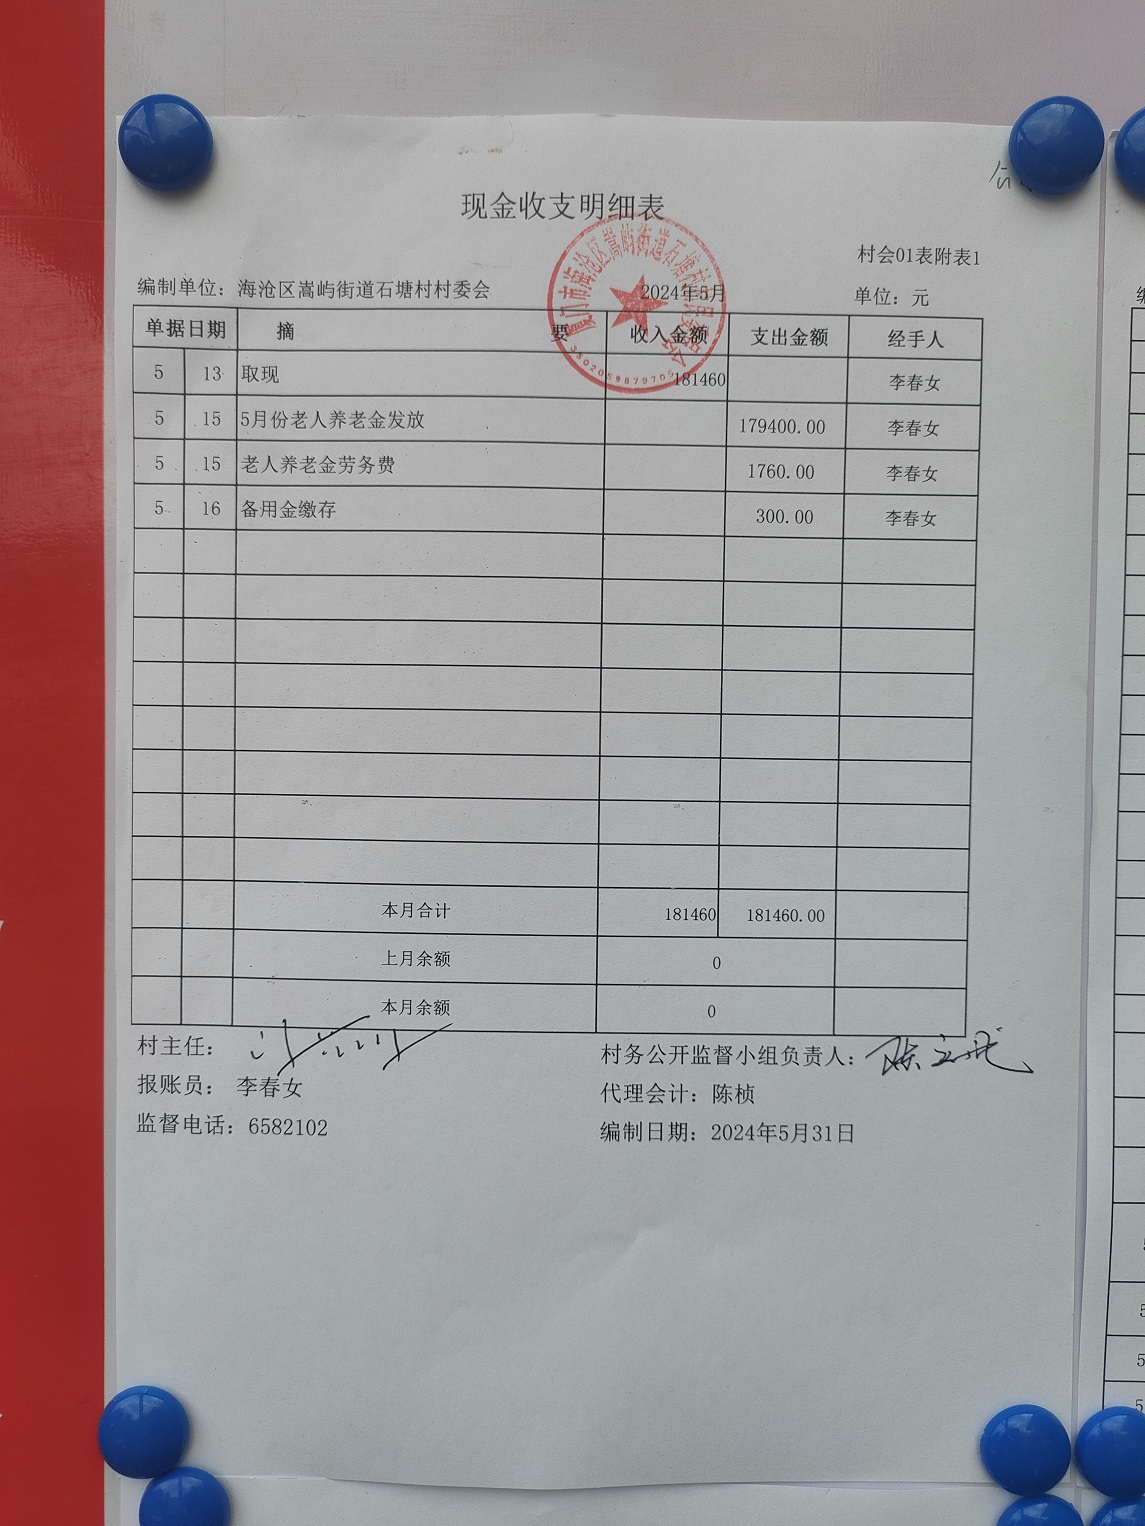 现金收支明细表
村会01表附表1
编制单位：海沧区嵩屿街道石塘村村委会 2024年5月 单位：元
单据日期 摘 要 收入金额 支出金额 经手人
5 13 取现 181460 李春女
5 15 5月份老人养老金发放 179400.00 李春女
5 15 老人养老金劳务费 1760.00 李春女
5 16 备用金缴存 300.00 李春女
本月合计 181460 181460.00
上月余额 0
本月余额 0
村主任： 村务公开监督小组负责人：
报账员： 李春女 代理会计：陈桢
监督电话：6582102 编制日期：2024年5月31日